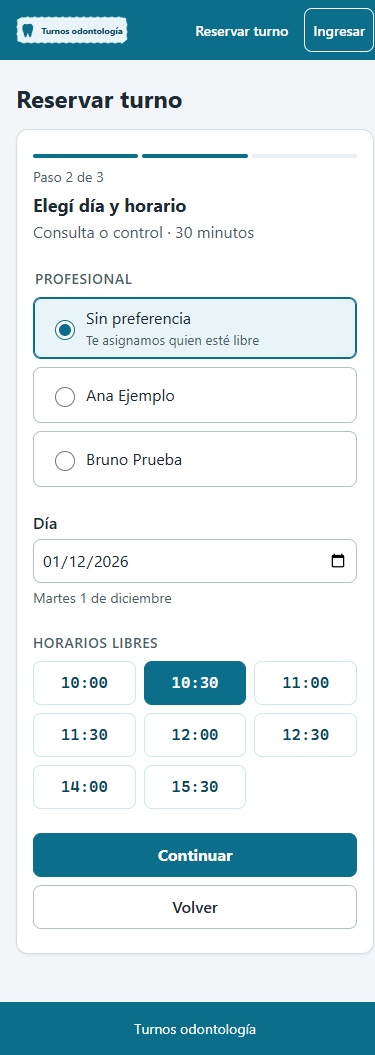 Turnos odontología
Reservar turno
Ingresar
Reservar turno
Paso 2 de 3
Elegí día y horario
Consulta o control · 30 minutos
PROFESIONAL
Sin preferencia
Te asignamos quien esté libre
Ana Ejemplo
Bruno Prueba
Día
01/12/2026
Martes 1 de diciembre
HORARIOS LIBRES
10:00 10:30 11:00
11:30 12:00 12:30
14:00 15:30
Continuar
Volver
Turnos odontología